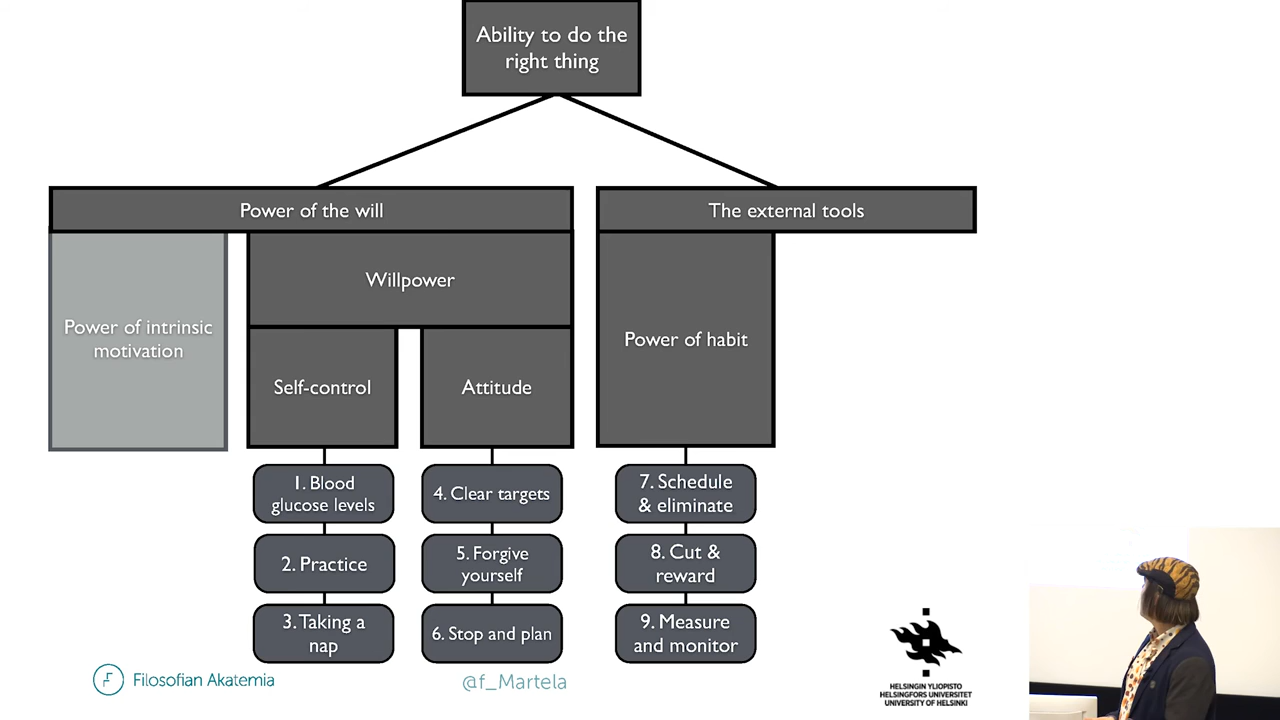 Ability to do the
right thing
Power of the will
The external tools
Power of intrinsic
motivation
Willpower
Power of habit
Self-control
Attitude
1. Blood
glucose levels
2. Practice
3. Taking a
nap
4. Clear targets
5. Forgive
yourself
6. Stop and plan
7. Schedule
& eliminate
8. Cut &
reward
9. Measure
and monitor
Filosofian Akatemia
@f_Martela
HELSINGIN YLIOPISTO
HELSINGFORS UNIVERSITET
UNIVERSITY OF HELSINKI